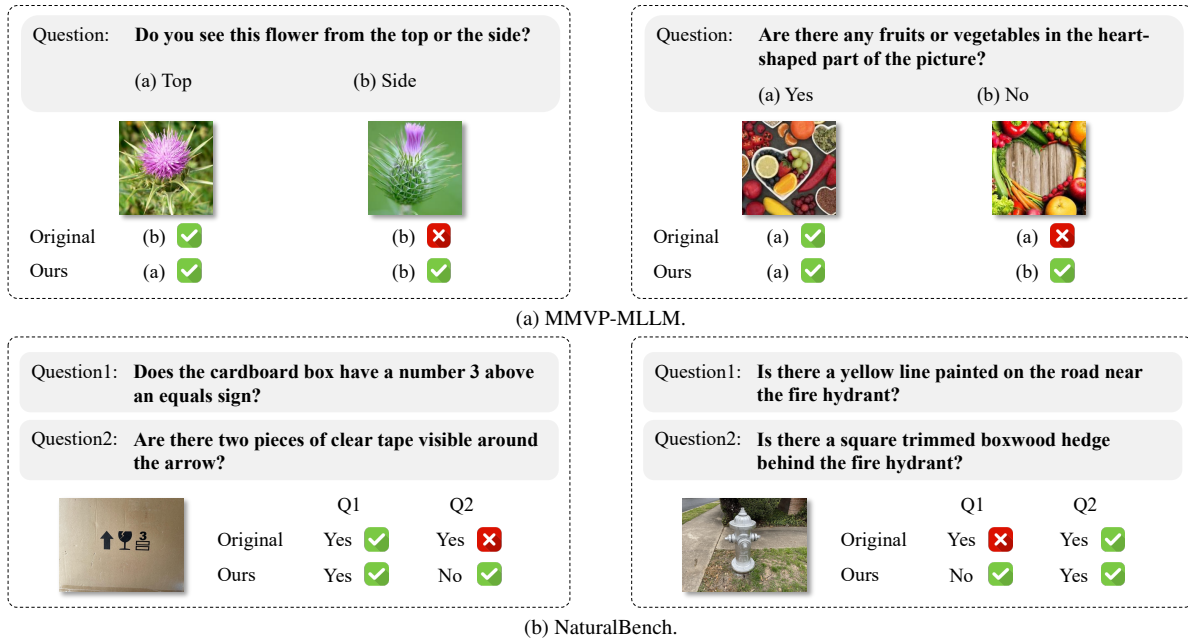 Question: Do you see this flower from the top or the side?
(a) Top (b) Side
Original (b) (b)
Ours (a) (b)
Question: Are there any fruits or vegetables in the heart-
shaped part of the picture?
(a) Yes (b) No
Original (a) (a)
Ours (a) (b)
(a) MMVP-MLLM.
Question1: Does the cardboard box have a number 3 above
an equals sign?
Question2: Are there two pieces of clear tape visible around
the arrow?
3
Q1 Q2
Original Yes Yes
Ours Yes No
Question1: Is there a yellow line painted on the road near
the fire hydrant?
Question2: Is there a square trimmed boxwood hedge
behind the fire hydrant?
Q1 Q2
Original Yes Yes
Ours No Yes
(b) NaturalBench.